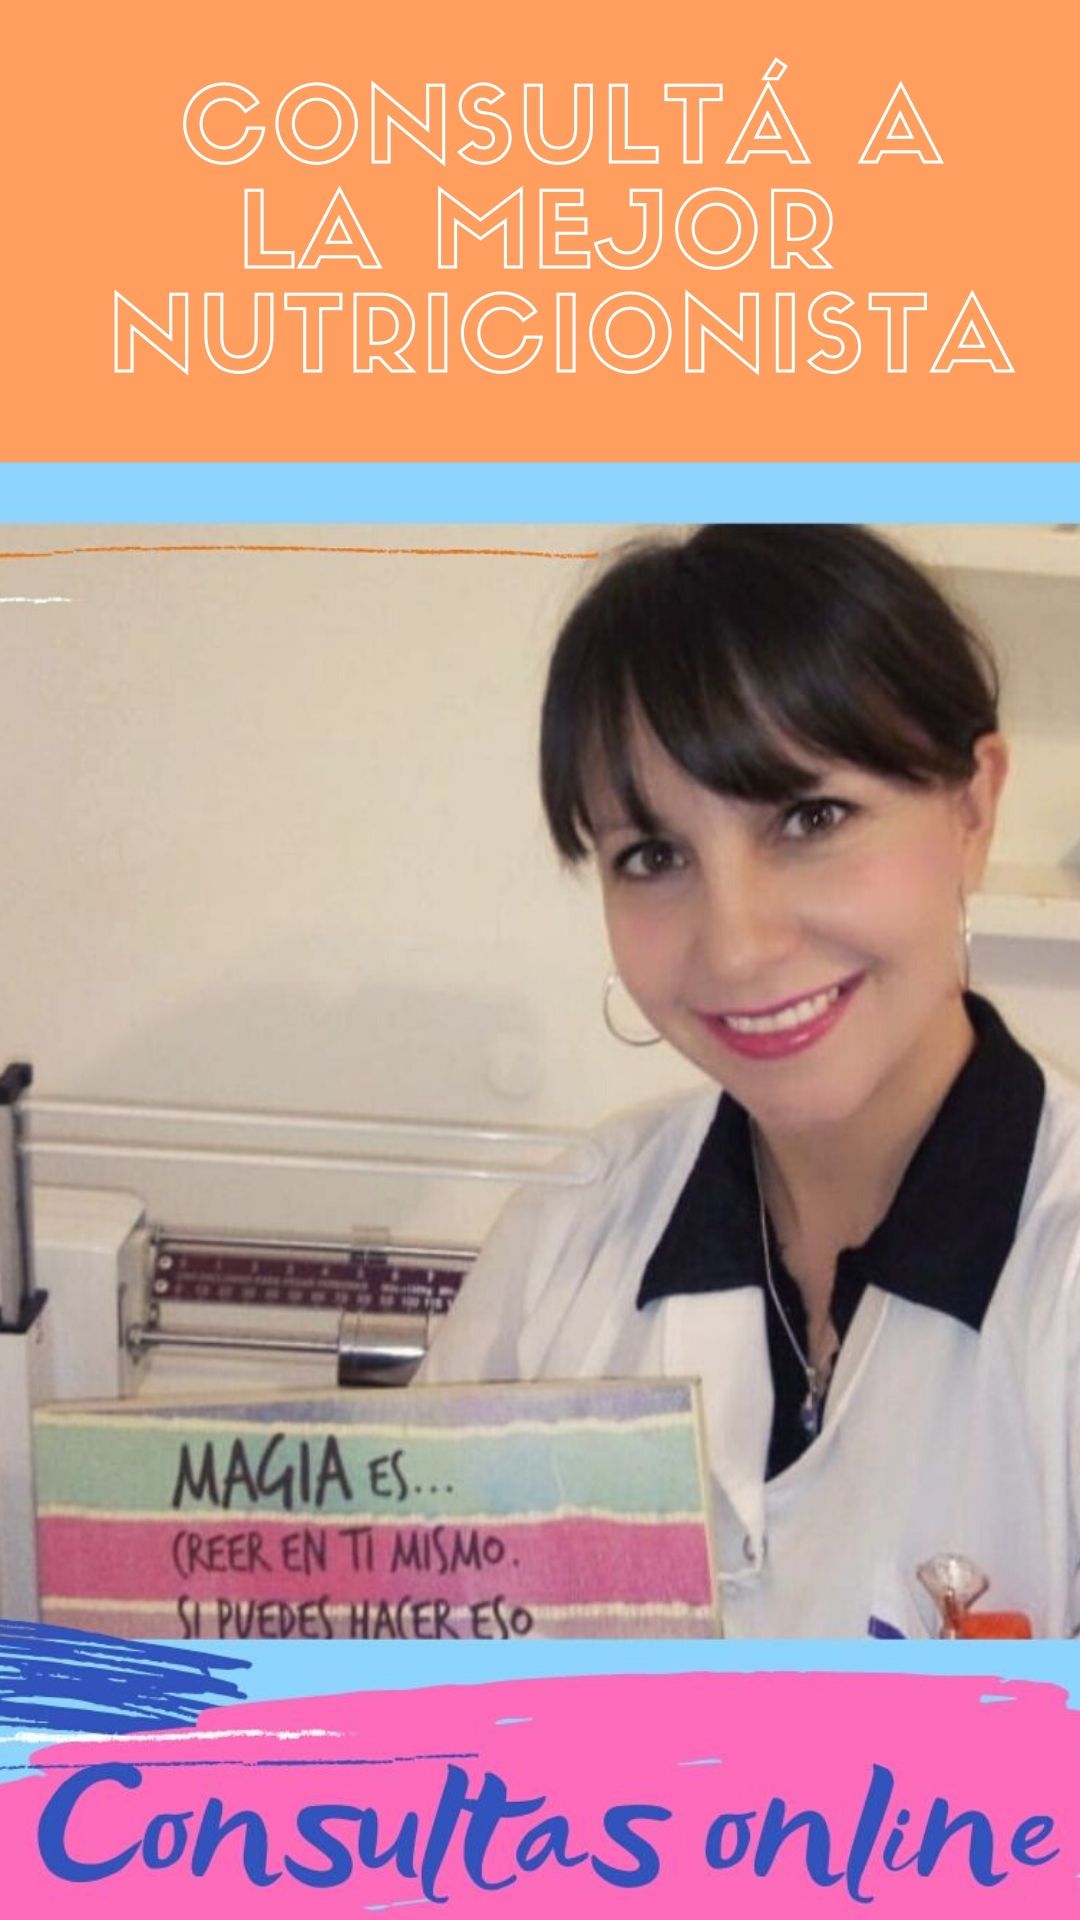 CONSULTÁ A
LA MEJOR
NUTRICIONISTA
MAGIA ES...
CREER EN TI MISMO.
SI PUEDES HACER ESO
Consultas online